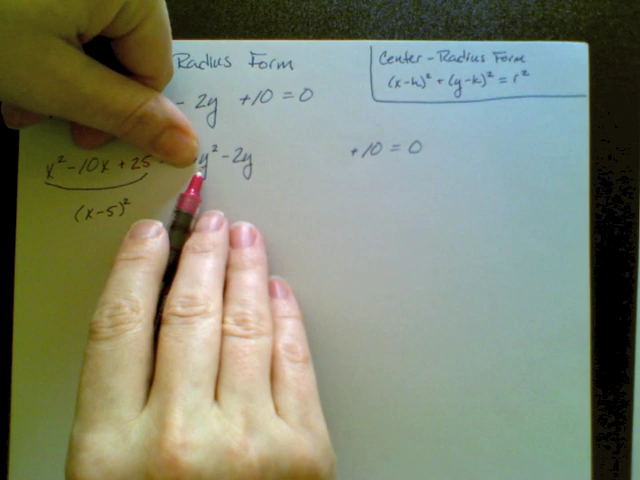 Radius Form
Center-Radius Form
(x-h)² + (y-k)² = r²
- 2y +10 = 0
x² - 10x + 25 y² - 2y +10 = 0
(x-5)²